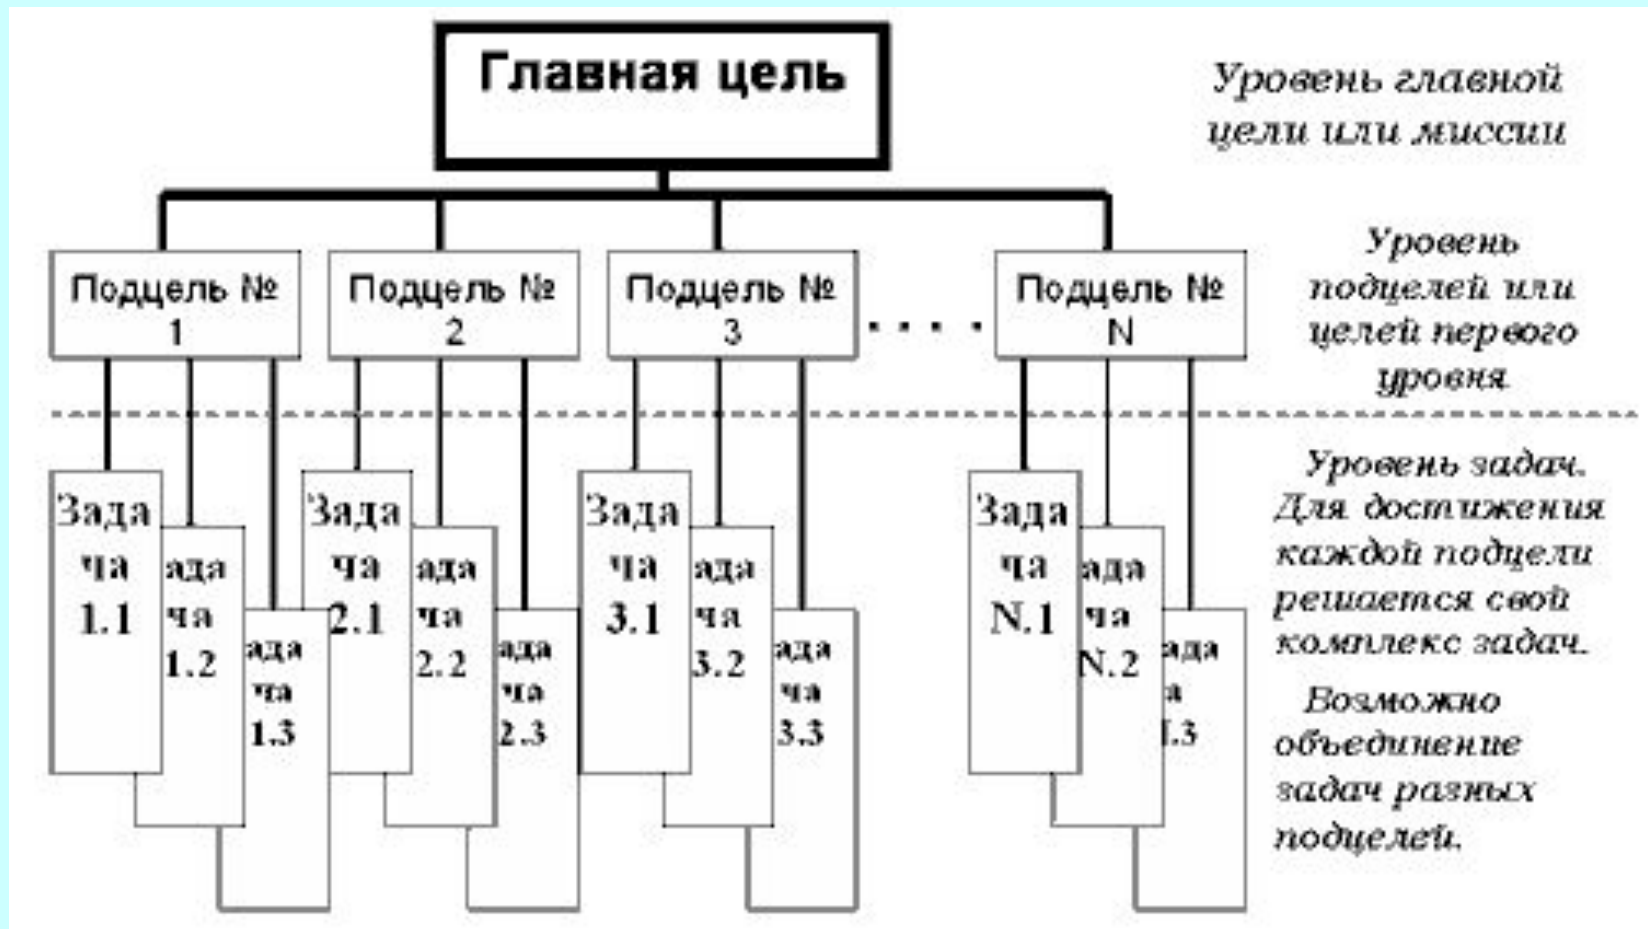 Главная цель
Уровень главной
цели или миссии
Подцель №
1
Подцель №
2
Подцель №
3
. . . .
Подцель №
N
Уровень
подцелей или
целей первого
уровня
Зада
ча
1.1
ада
ча
1.2
ада
ча
1.3
Зада
ча
2.1
ада
ча
2.2
ада
ча
2.3
Зада
ча
3.1
ада
ча
3.2
ада
ча
3.3
Зада
ча
N.1
ада
ча
N.2
ада
а
.3
Уровень задач.
Для достижения
каждой подцели
решается свой
комплекс задач.
Возможно
объединение
задач разных
подцелей.